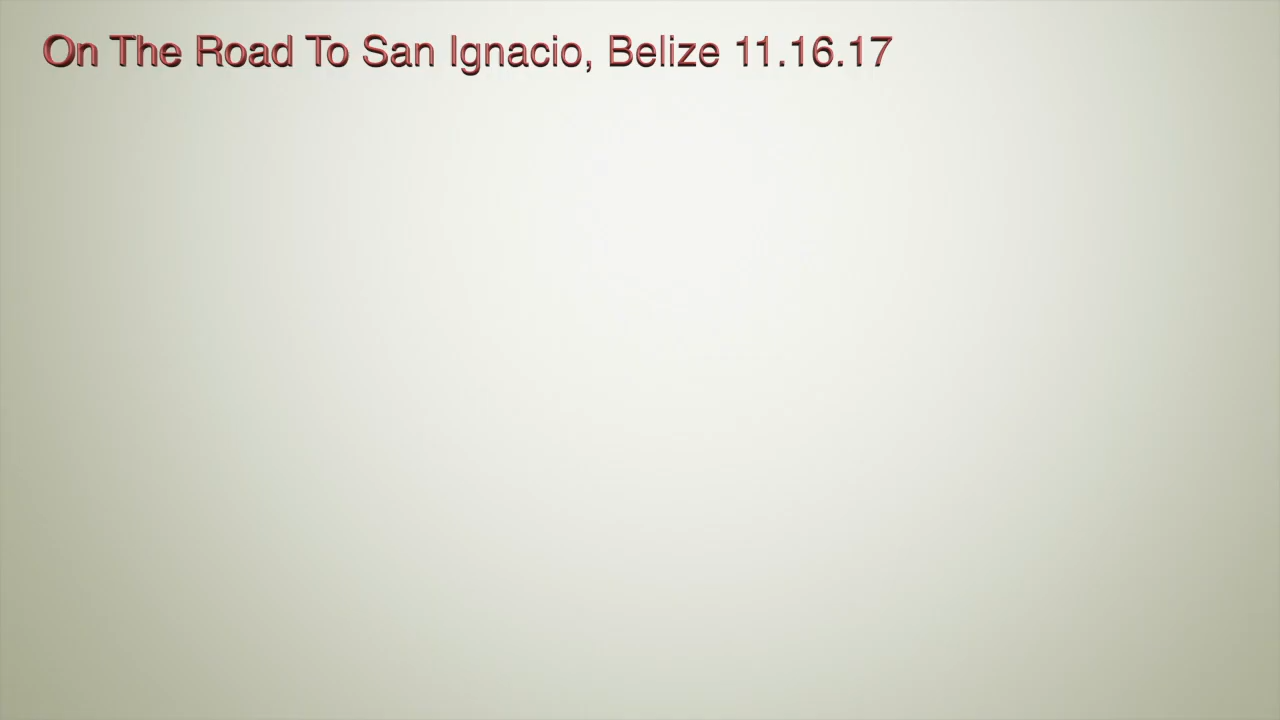 On The Road To San Ignacio, Belize 11.16.17